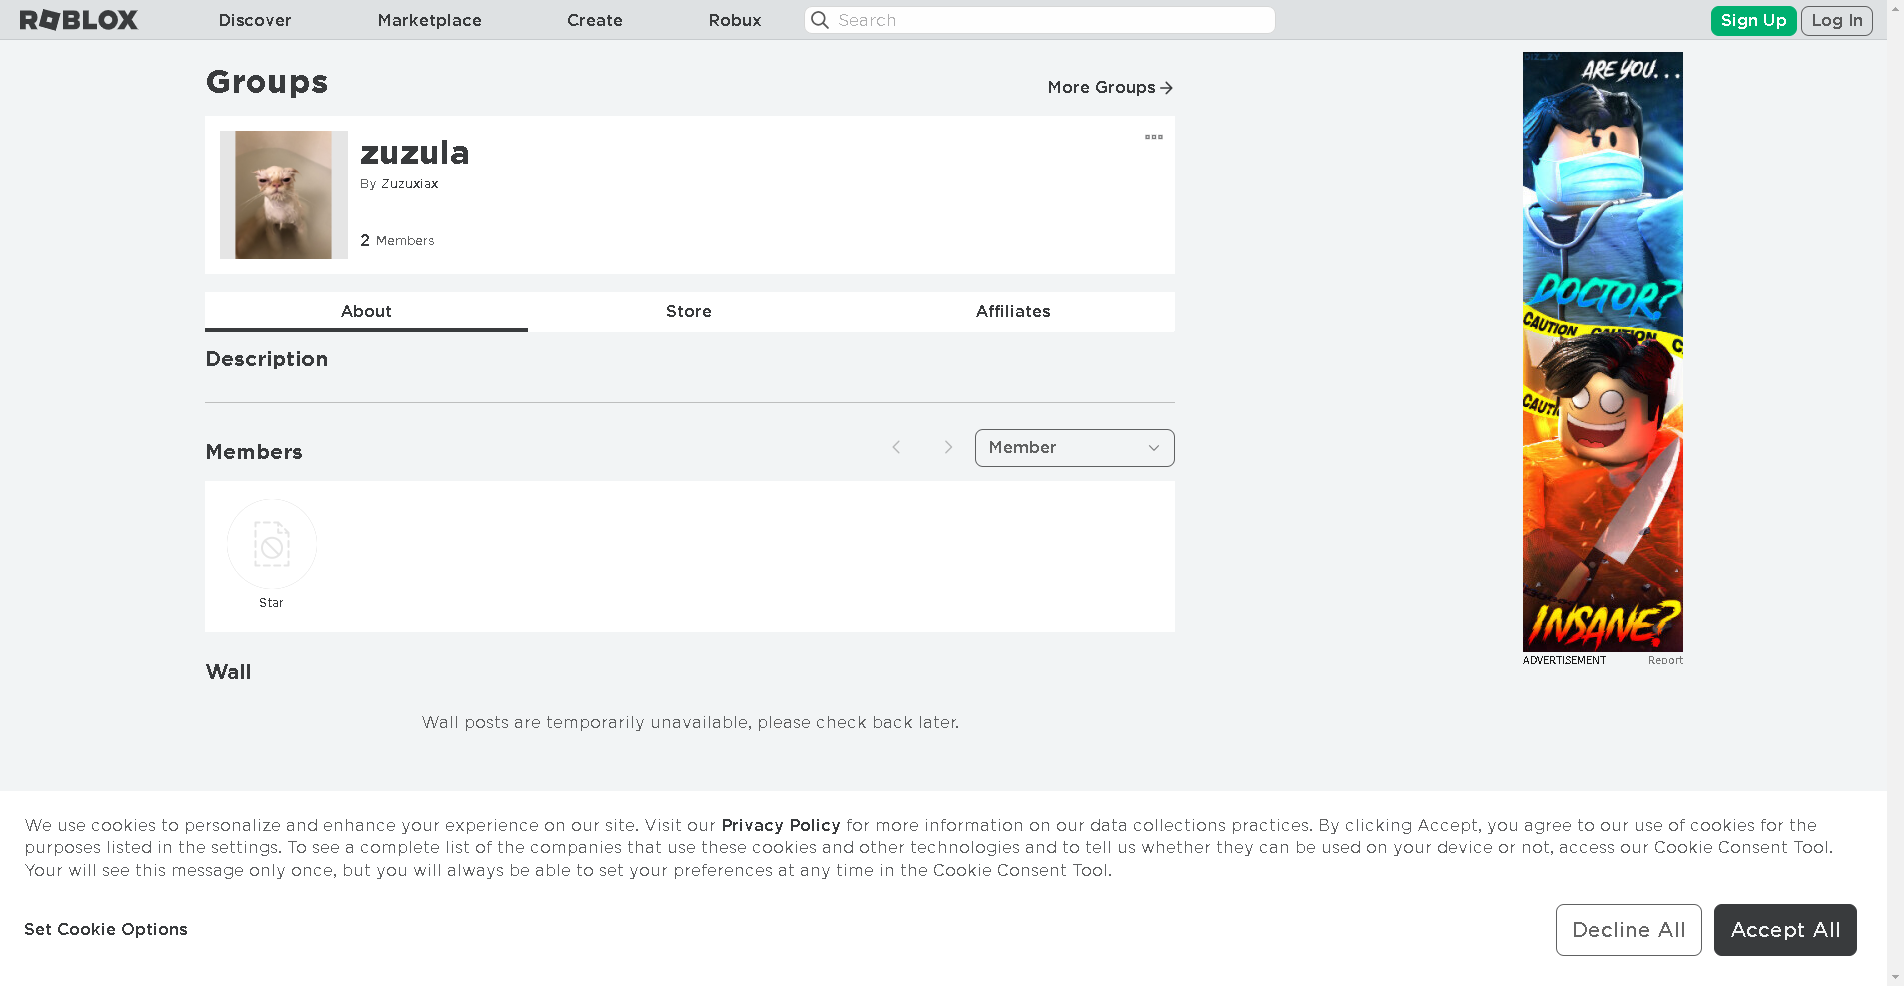 ROBLOX Discover Marketplace Create Robux Search Sign Up Log In
Groups
More Groups
zuzula
By Zuzuxiax
2 Members
About Store Affiliates
Description
Members
Member
Star
Wall
Wall posts are temporarily unavailable, please check back later.
ARE YOU...
DOCTOR?
CAUTION CAUTION C
CAUTI
INSANE?
ADVERTISEMENT Report
We use cookies to personalize and enhance your experience on our site. Visit our Privacy Policy for more information on our data collections practices. By clicking Accept, you agree to our use of cookies for the
purposes listed in the settings. To see a complete list of the companies that use these cookies and other technologies and to tell us whether they can be used on your device or not, access our Cookie Consent Tool.
Your will see this message only once, but you will always be able to set your preferences at any time in the Cookie Consent Tool.
Set Cookie Options
Decline All Accept All